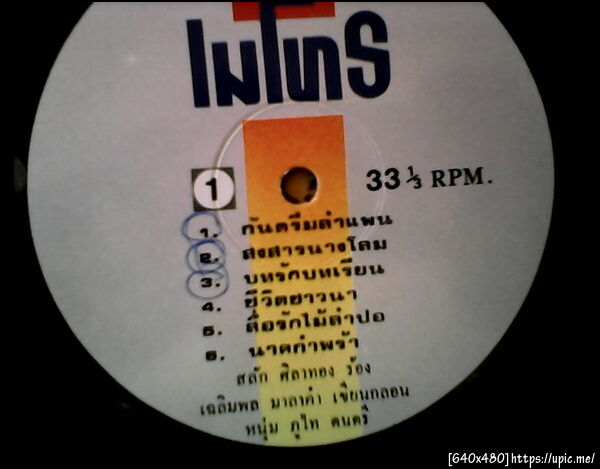 เมโทร
1
33 ⅓ RPM.
1. กันตรึมลำแพน
2. สงสารนางโลม
3. บทรักบทเรียน
4. ชีวิตชาวนา
5. สื่อรักไม้ลำปอ
6. นาคกำพร้า
สลัก ศิลาทอง ร้อง
เฉลิมพล มาลาคำ เขียนกลอน
หนุ่ม ภูไท ดนตรี
[640x480]https://upic.me/